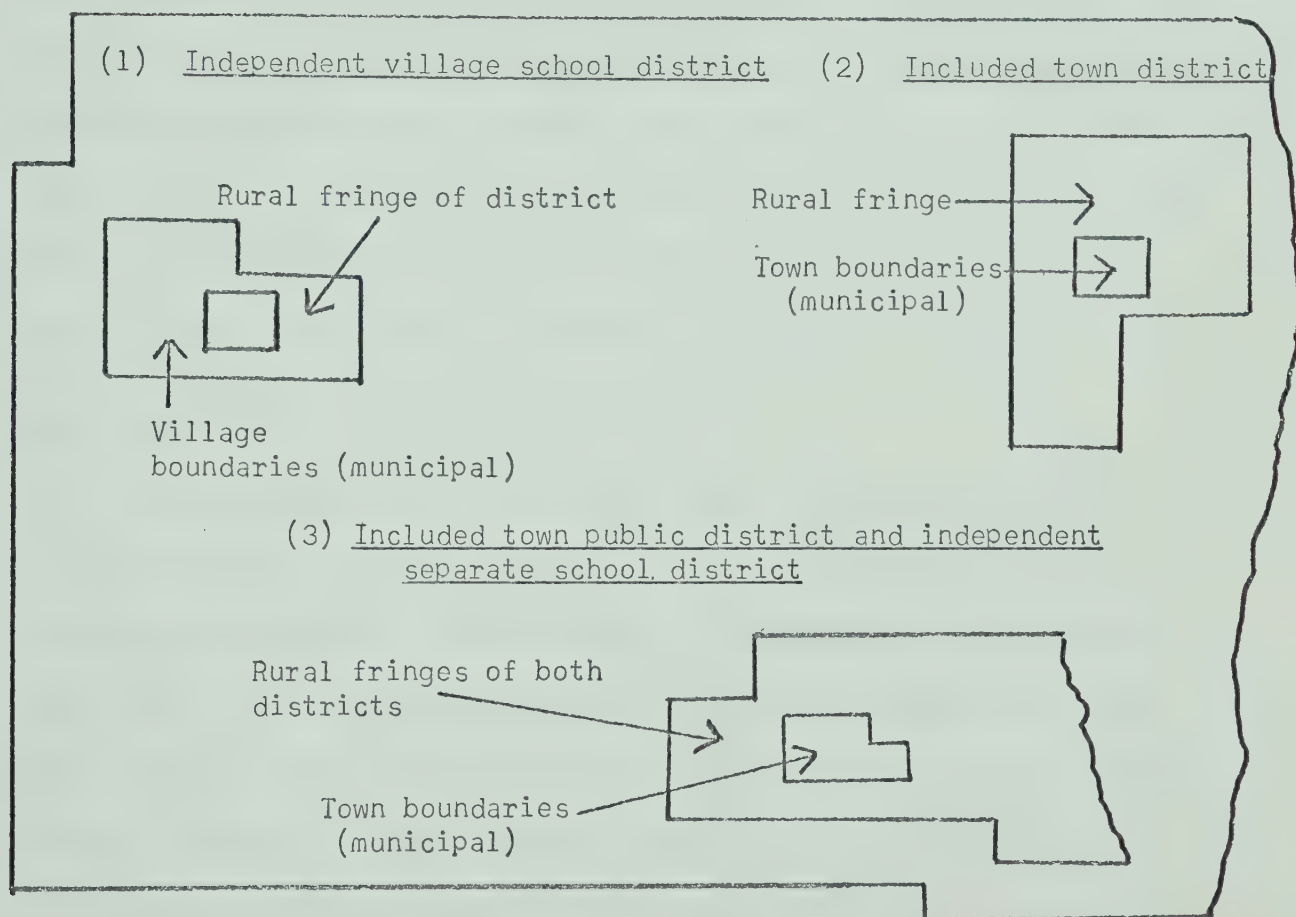 (1) Independent village school district
(2) Included town district
Rural fringe of district
Rural fringe
Town boundaries
(municipal)
Village
boundaries (municipal)
(3) Included town public district and independent
separate school district
Rural fringes of both
districts
Town boundaries
(municipal)